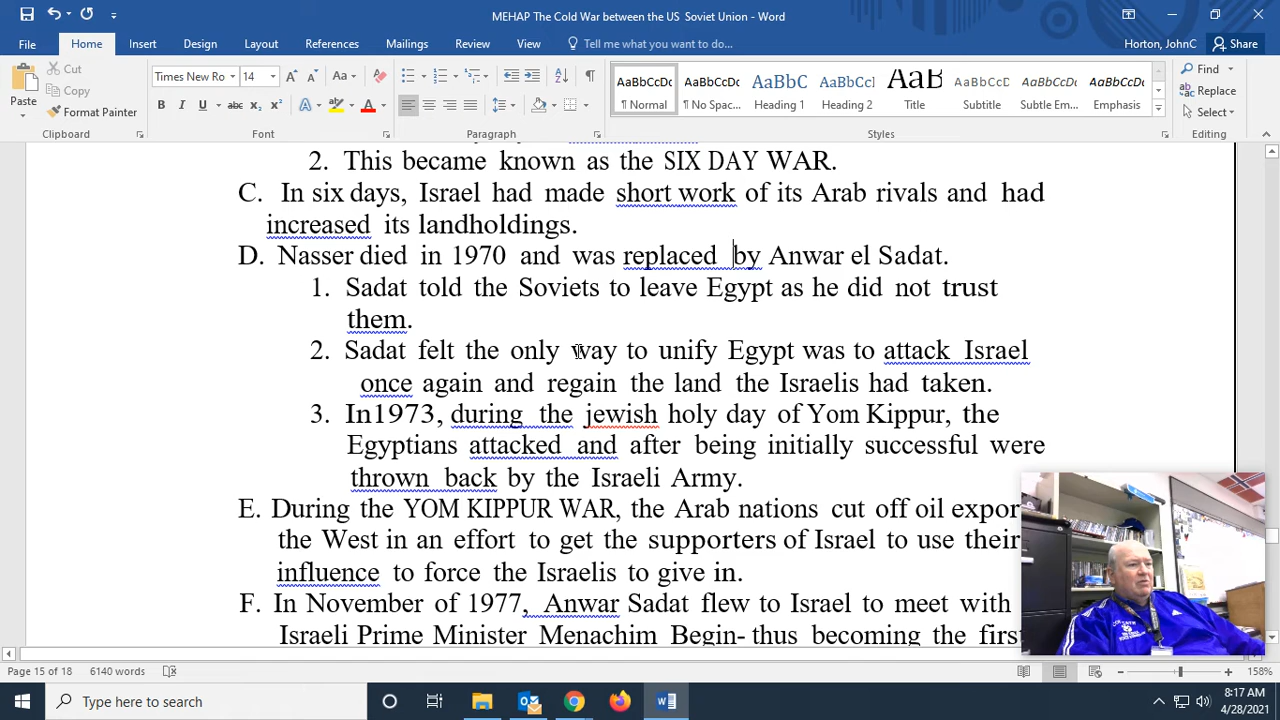 MEHAP The Cold War between the US Soviet Union - Word
File Home Insert Design Layout References Mailings Review View Tell me what you want to do... Horton, JohnC Share
Paste Cut Copy Format Painter Clipboard
Times New Ro 14 Aa
B I U abc X₂ X² A A Font
Paragraph
AaBbCcDc AaBbCcDc AaBbC AaBbCcC AaB AaBbCcD AaBbCcDt AaBbCcDt
¶ Normal ¶ No Spac... Heading 1 Heading 2 Title Subtitle Subtle Em... Emphasis
Styles
Find Replace Select Editing
2. This became known as the SIX DAY WAR.
C. In six days, Israel had made short work of its Arab rivals and had
increased its landholdings.
D. Nasser died in 1970 and was replaced by Anwar el Sadat.
1. Sadat told the Soviets to leave Egypt as he did not trust
them.
2. Sadat felt the only way to unify Egypt was to attack Israel
once again and regain the land the Israelis had taken.
3. In1973, during the jewish holy day of Yom Kippur, the
Egyptians attacked and after being initially successful were
thrown back by the Israeli Army.
E. During the YOM KIPPUR WAR, the Arab nations cut off oil expor
the West in an effort to get the supporters of Israel to use their
influence to force the Israelis to give in.
F. In November of 1977, Anwar Sadat flew to Israel to meet with
Israeli Prime Minister Menachim Begin- thus becoming the first
Page 15 of 18 6140 words 158%
Type here to search
8:17 AM
4/28/2021